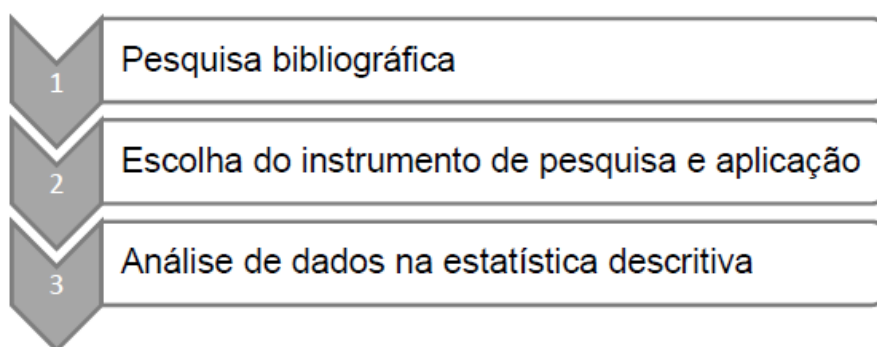 1 Pesquisa bibliográfica
2 Escolha do instrumento de pesquisa e aplicação
3 Análise de dados na estatística descritiva